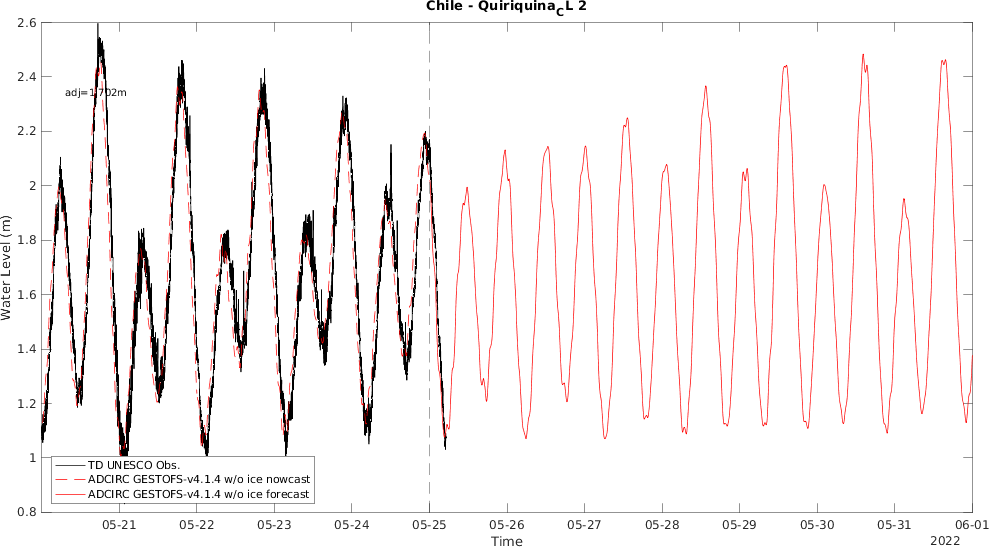 Chile - Quiriquina_CL 2
2.6
2.4
2.2
2
1.8
1.6
1.4
1.2
1
0.8
Water Level (m)
adj=1.702m
TD UNESCO Obs.
ADCIRC GESTOFS-v4.1.4 w/o ice nowcast
ADCIRC GESTOFS-v4.1.4 w/o ice forecast
05-21 05-22 05-23 05-24 05-25 05-26 05-27 05-28 05-29 05-30 05-31 06-01
Time
2022